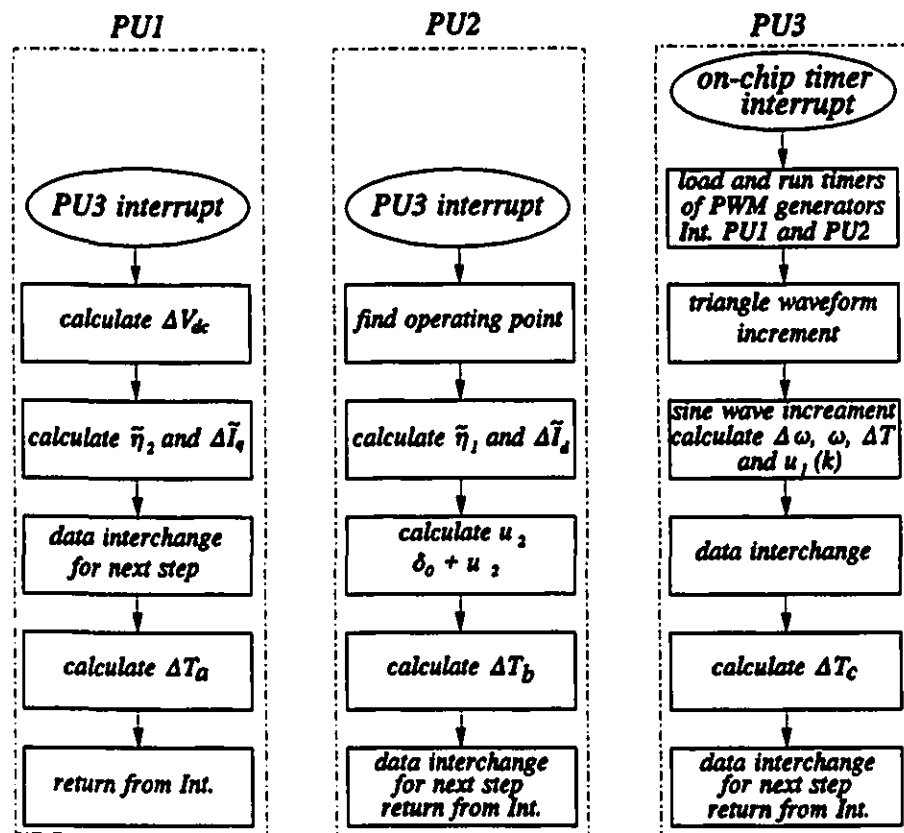 PU1
PU3 interrupt
calculate ΔV_dc
calculate η̃_2 and ΔĨ_q
data interchange
for next step
calculate ΔT_a
return from Int.
PU2
PU3 interrupt
find operating point
calculate η̃_1 and ΔĨ_d
calculate u_2
δ_o + u_2
calculate ΔT_b
data interchange
for next step
return from Int.
PU3
on-chip timer
interrupt
load and run timers
of PWM generators
Int. PU1 and PU2
triangle waveform
increment
sine wave increament
calculate Δω, ω, ΔT
and u_1(k)
data interchange
calculate ΔT_c
data interchange
for next step
return from Int.